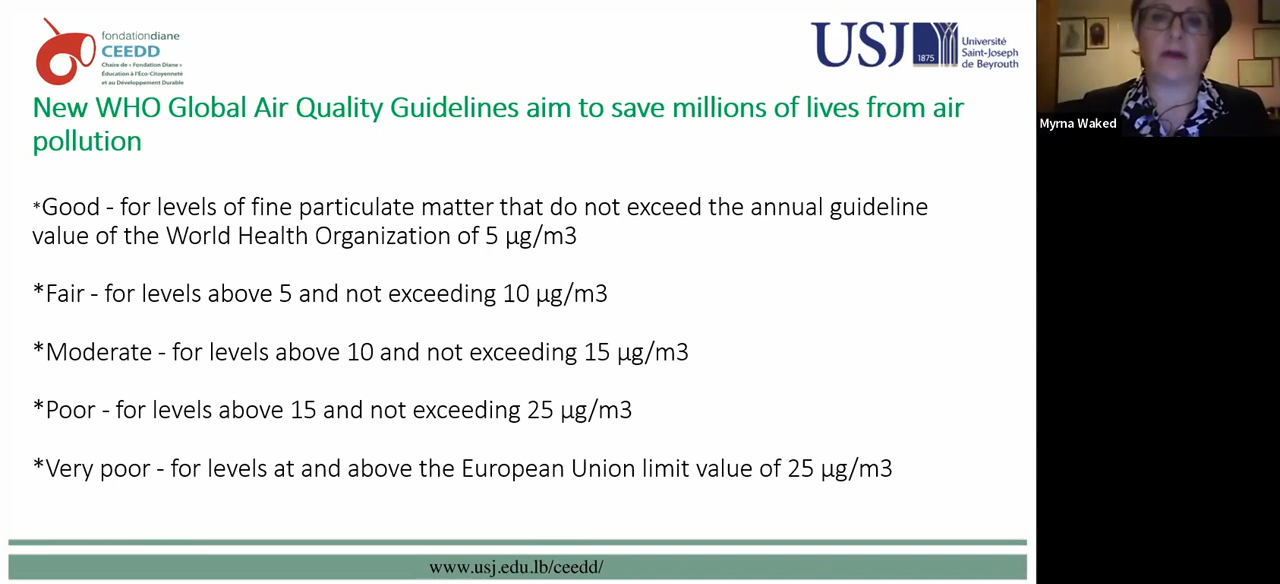 fondationdiane
CEEDD
Chaire de « Fondation Diane »
Éducation à l'Éco-Citoyenneté
et au Développement Durable
USJ
1875
Université
Saint-Joseph
de Beyrouth
New WHO Global Air Quality Guidelines aim to save millions of lives from air
pollution
*Good - for levels of fine particulate matter that do not exceed the annual guideline
value of the World Health Organization of 5 μg/m3
*Fair - for levels above 5 and not exceeding 10 μg/m3
*Moderate - for levels above 10 and not exceeding 15 μg/m3
*Poor - for levels above 15 and not exceeding 25 μg/m3
*Very poor - for levels at and above the European Union limit value of 25 μg/m3
www.usj.edu.lb/ceedd/
Myrna Waked